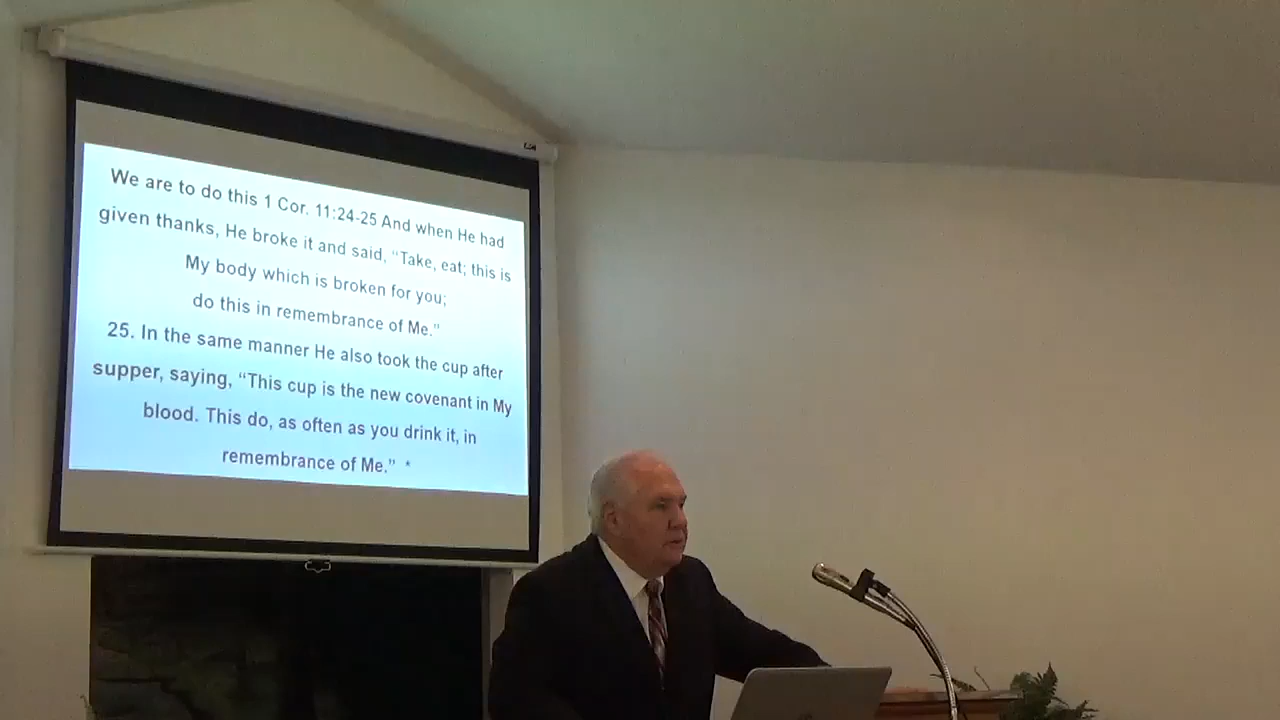 We are to do this 1 Cor. 11:24-25 And when He had
given thanks, He broke it and said, “Take, eat; this is
My body which is broken for you;
do this in remembrance of Me.”
25. In the same manner He also took the cup after
supper, saying, “This cup is the new covenant in My
blood. This do, as often as you drink it, in
remembrance of Me.” *